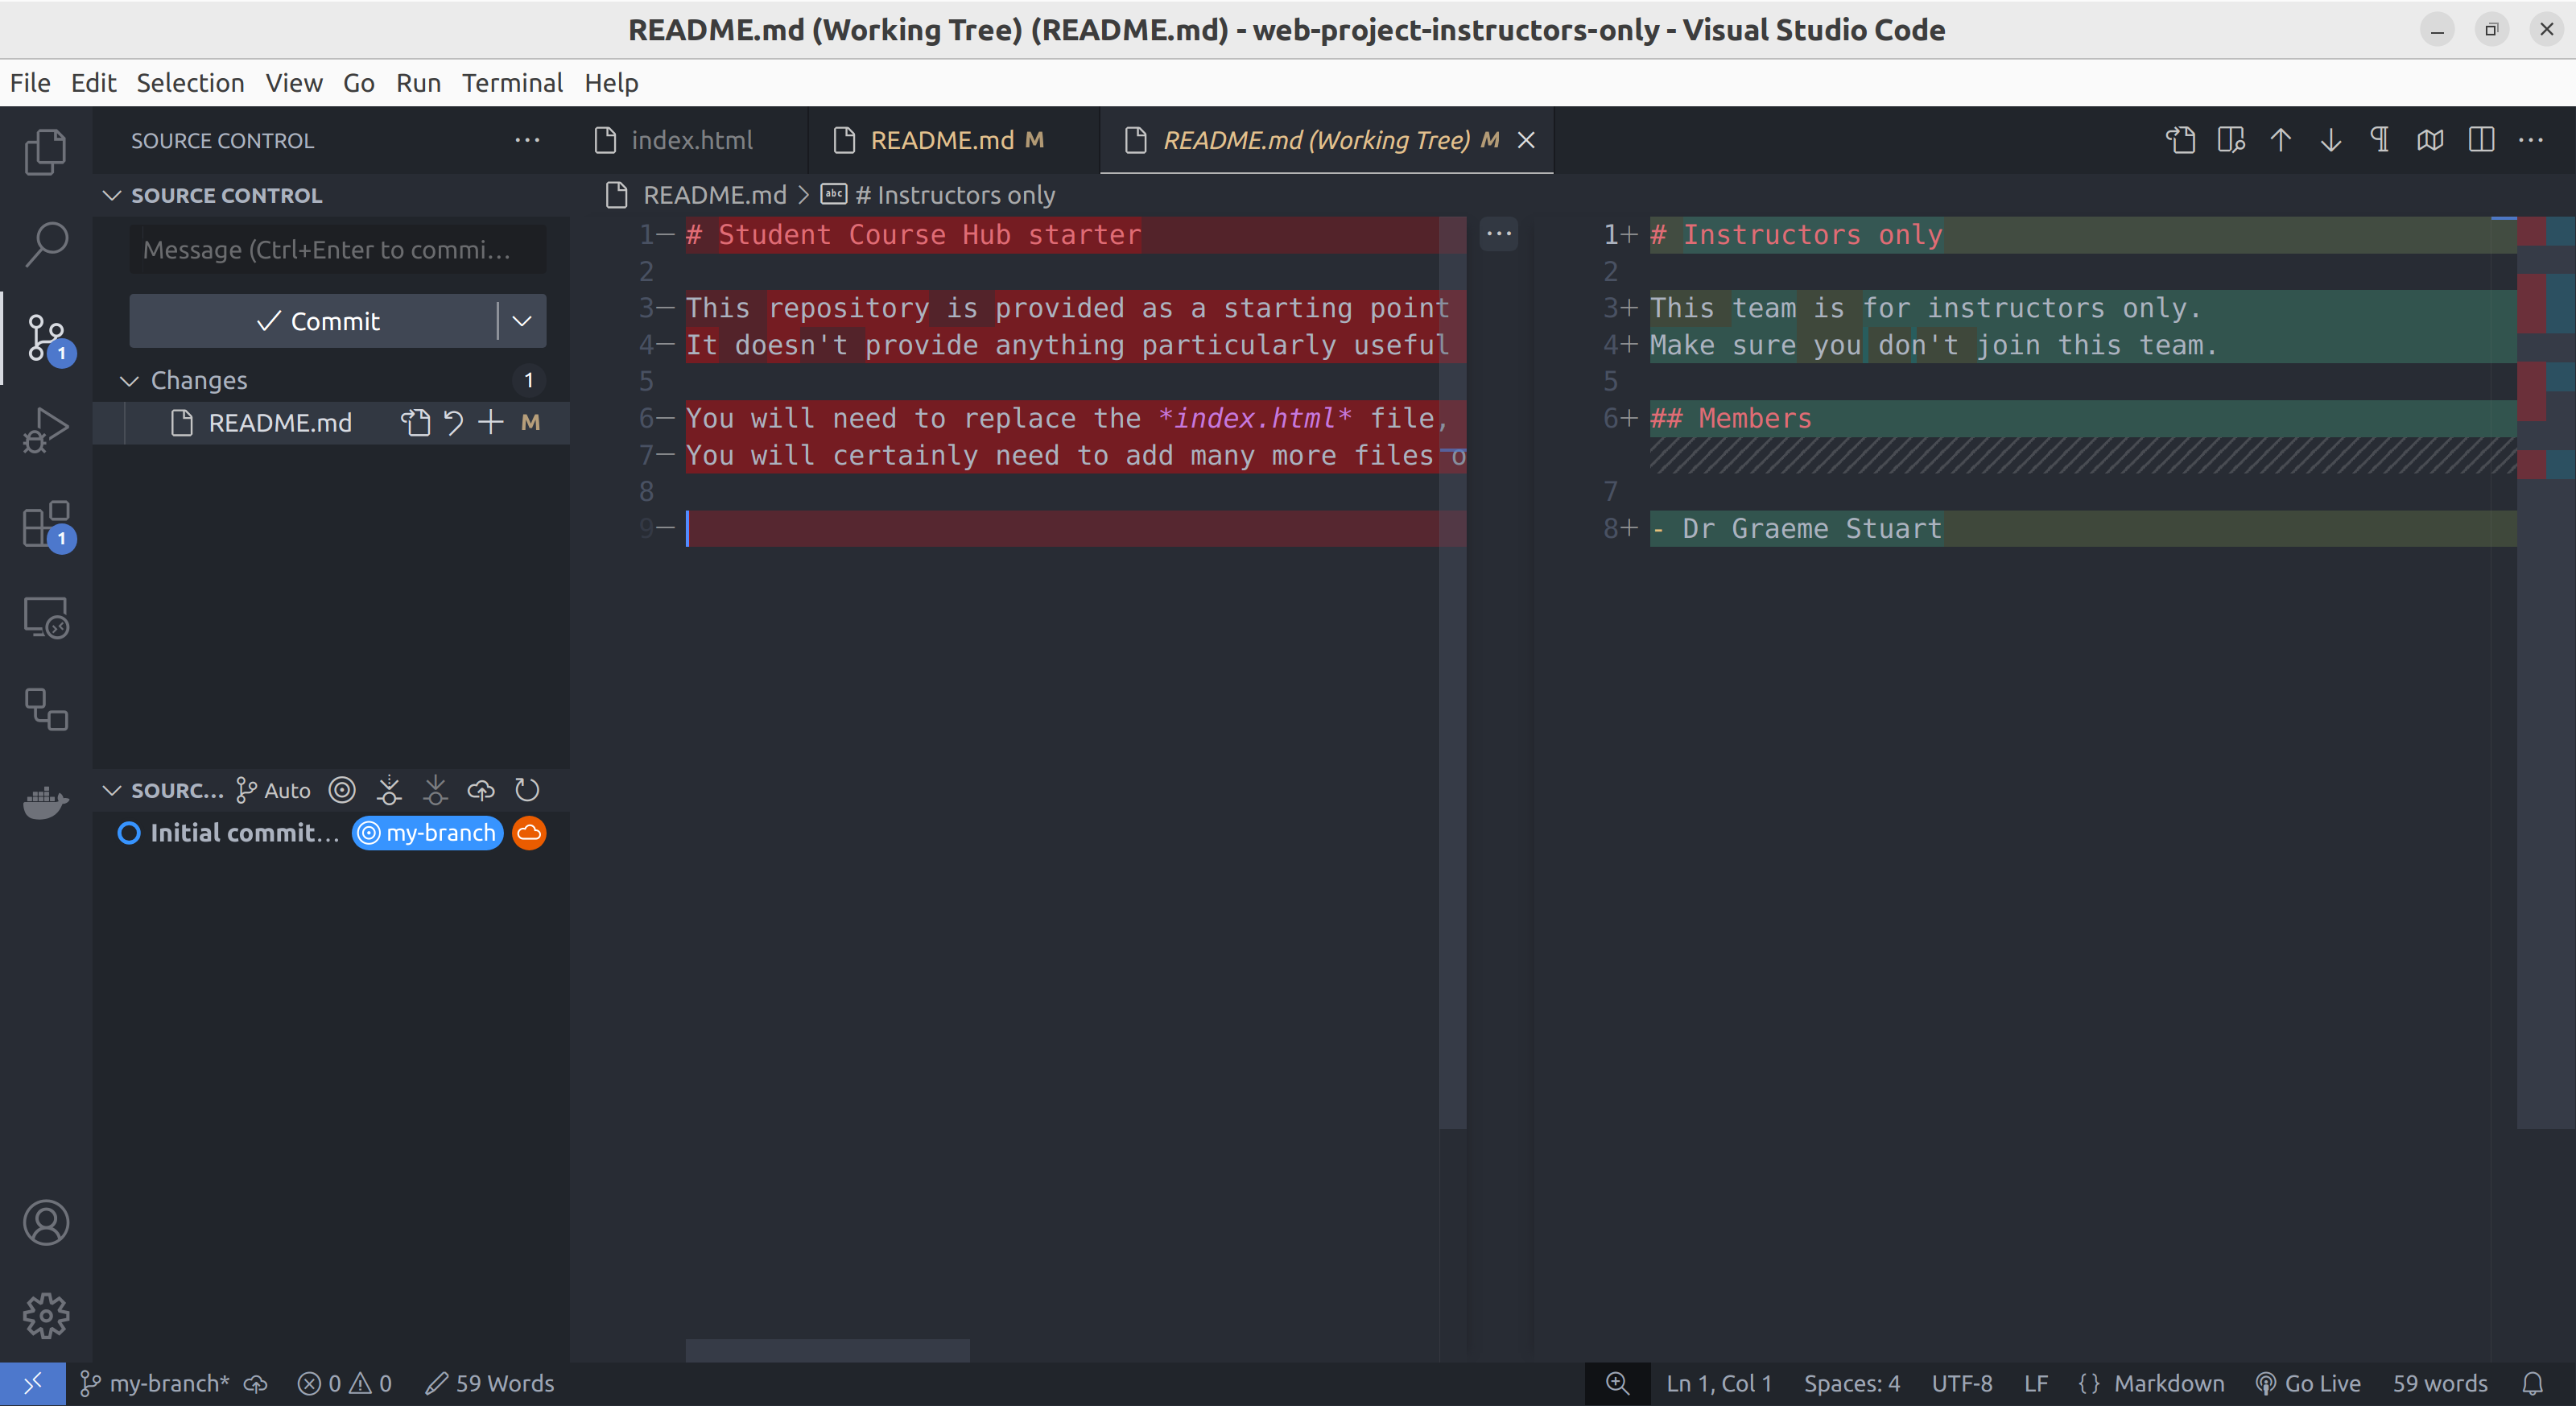 README.md (Working Tree) (README.md) - web-project-instructors-only - Visual Studio Code
File Edit Selection View Go Run Terminal Help
SOURCE CONTROL
SOURCE CONTROL
Message (Ctrl+Enter to commi...
Commit
Changes 1
README.md M
1
1
SOURC... Auto
Initial commit... my-branch
index.html README.md M README.md (Working Tree) M
README.md > abc # Instructors only
1 # Student Course Hub starter
2
3 This repository is provided as a starting point
4 It doesn't provide anything particularly useful
5
6 You will need to replace the *index.html* file,
7 You will certainly need to add many more files o
8
9
1+ # Instructors only
2
3+ This team is for instructors only.
4+ Make sure you don't join this team.
5
6+ ## Members
7
8+ - Dr Graeme Stuart
my-branch* 0 0 59 Words
Ln 1, Col 1 Spaces: 4 UTF-8 LF {} Markdown Go Live 59 words